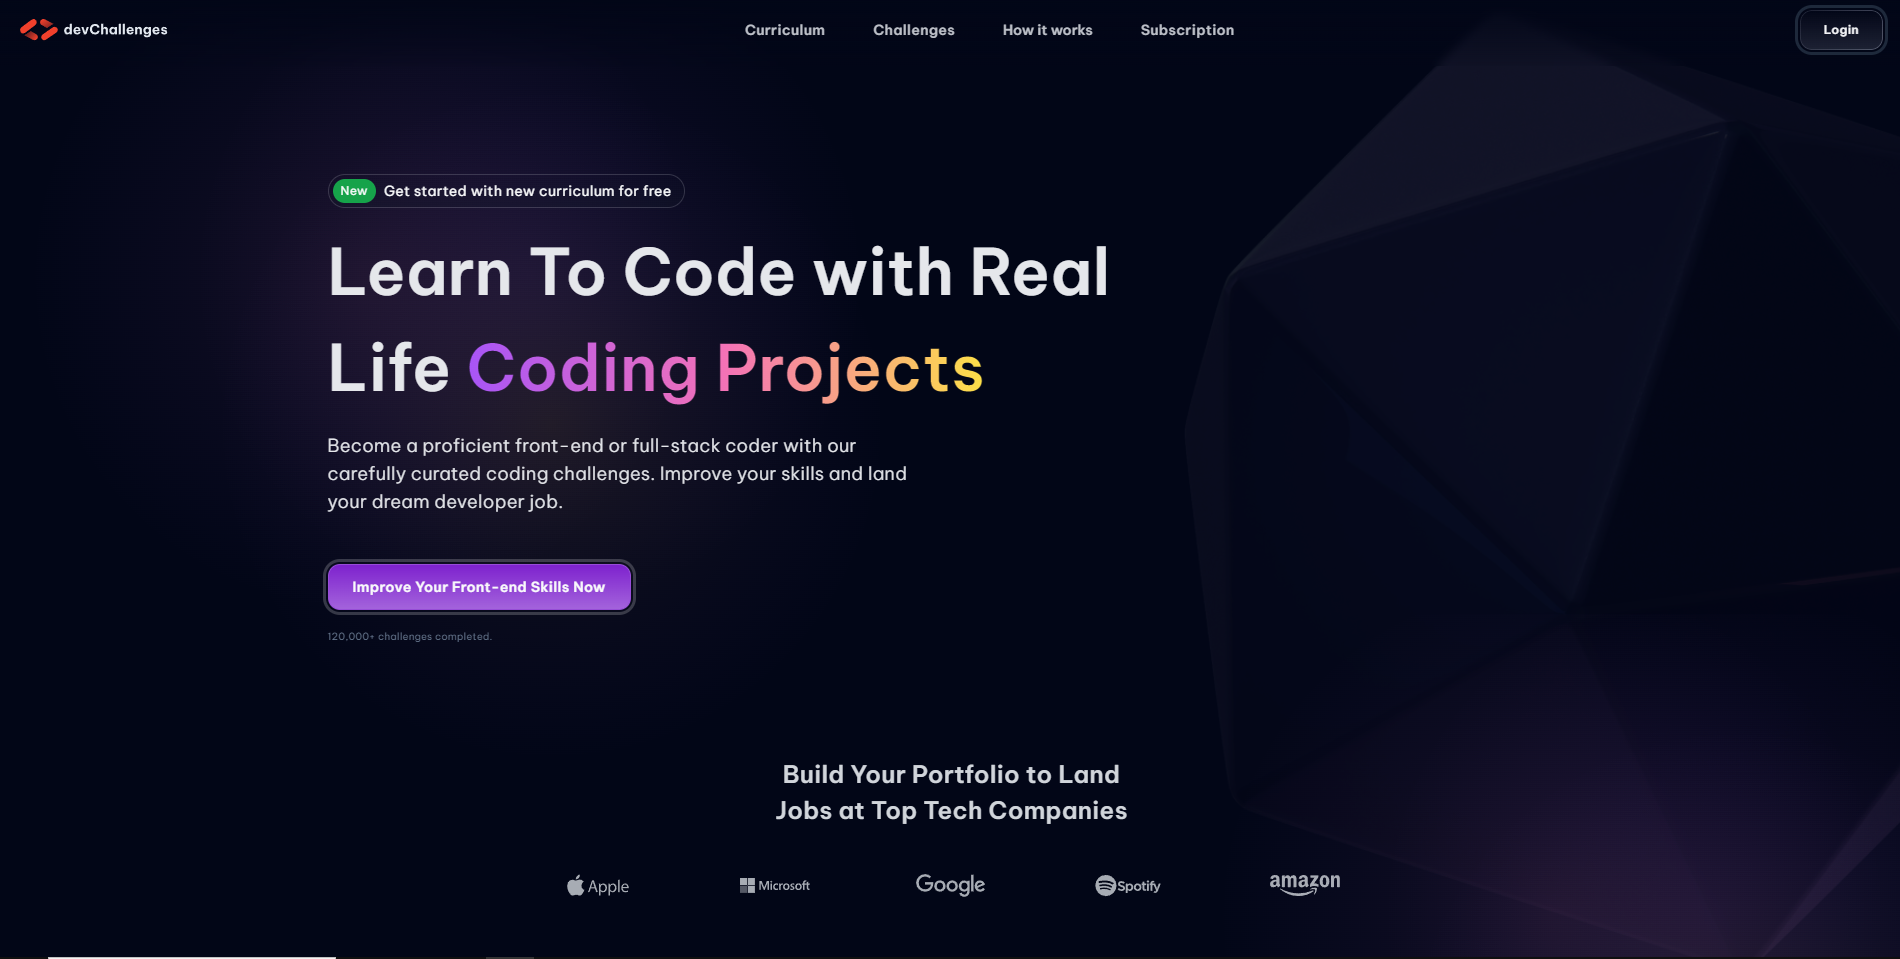 devChallenges
Curriculum
Challenges
How it works
Subscription
Login
New Get started with new curriculum for free
Learn To Code with Real
Life Coding Projects
Become a proficient front-end or full-stack coder with our
carefully curated coding challenges. Improve your skills and land
your dream developer job.
Improve Your Front-end Skills Now
120,000+ challenges completed.
Build Your Portfolio to Land
Jobs at Top Tech Companies
Apple
Microsoft
Google
Spotify
amazon